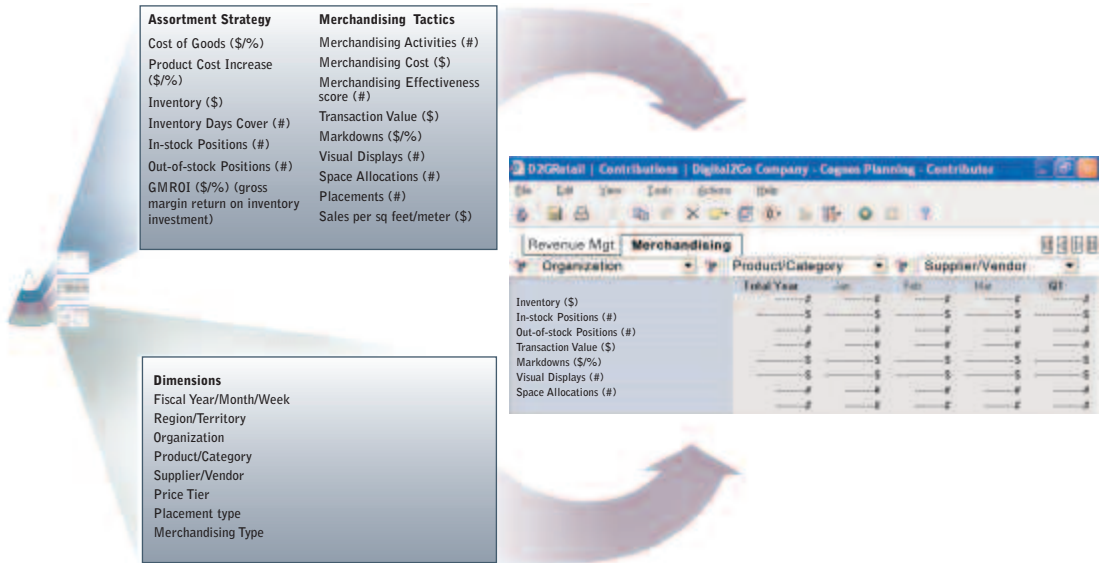 Assortment Strategy
Cost of Goods ($/%)
Product Cost Increase
($/%)
Inventory ($)
Inventory Days Cover (#)
In-stock Positions (#)
Out-of-stock Positions (#)
GMROI ($/%) (gross
margin return on inventory
investment)
Merchandising Tactics
Merchandising Activities (#)
Merchandising Cost ($)
Merchandising Effectiveness
score (#)
Transaction Value ($)
Markdowns ($/%)
Visual Displays (#)
Space Allocations (#)
Placements (#)
Sales per sq feet/meter ($)
D2GRetail | Contributions | Digital2Go Company - Cognos Planning - Contributor
File Edit View Tools Actions Help
Revenue Mgt Merchandising
Organization Product/Category Supplier/Vendor
Total Year Jan Feb Mar Q1
Inventory ($)
In-stock Positions (#)
Out-of-stock Positions (#)
Transaction Value ($)
Markdowns ($/%)
Visual Displays (#)
Space Allocations (#)
Dimensions
Fiscal Year/Month/Week
Region/Territory
Organization
Product/Category
Supplier/Vendor
Price Tier
Placement type
Merchandising Type